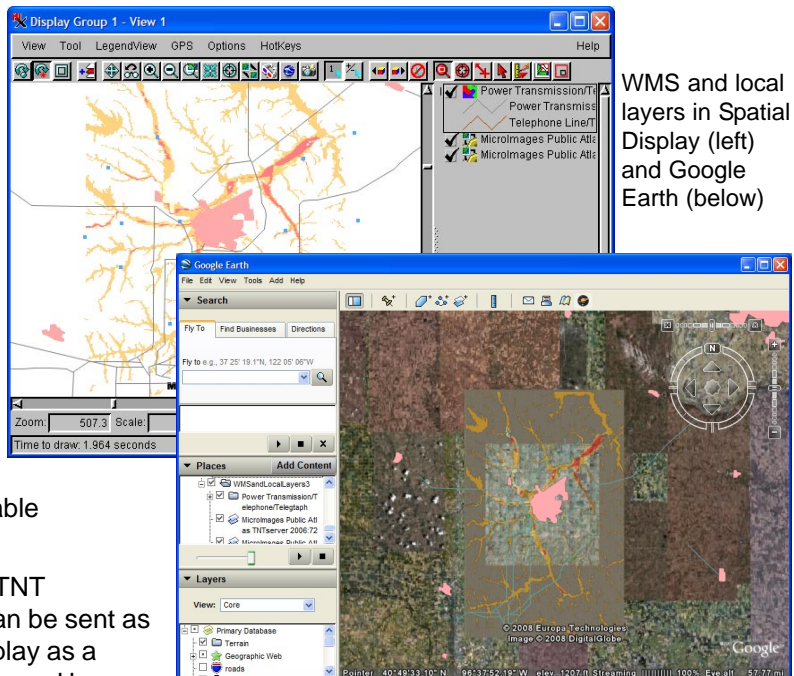 Display Group 1 - View 1
View Tool LegendView GPS Options HotKeys Help
Power Transmission/Te
Power Transmiss
Telephone Line/T
MicroImages Public Atla
MicroImages Public Atla
Zoom: 507.3 Scale:
Time to draw: 1.964 seconds
WMS and local
layers in Spatial
Display (left)
and Google
Earth (below)
Google Earth
File Edit View Tools Add Help
Search
Fly To Find Businesses Directions
Fly to e.g., 37 25' 19.1"N, 122 05' 06"W
Places Add Content
WMSandLocalLayers3
Power Transmission/T
elephone/Telegtaph
MicroImages Public Atl
as TNTserver 2006:72
MicroImages Public Atl
Layers
View: Core
Primary Database
Terrain
Geographic Web
roads
N
© 2008 Europa Technologies
Image © 2008 DigitalGlobe
Google
Pointer 40°49'33.10" N 96°37'52.19" W elev 1207 ft Streaming |||||||||| 100% Eye alt 57.77 mi
able
TNT
an be sent as
play as a